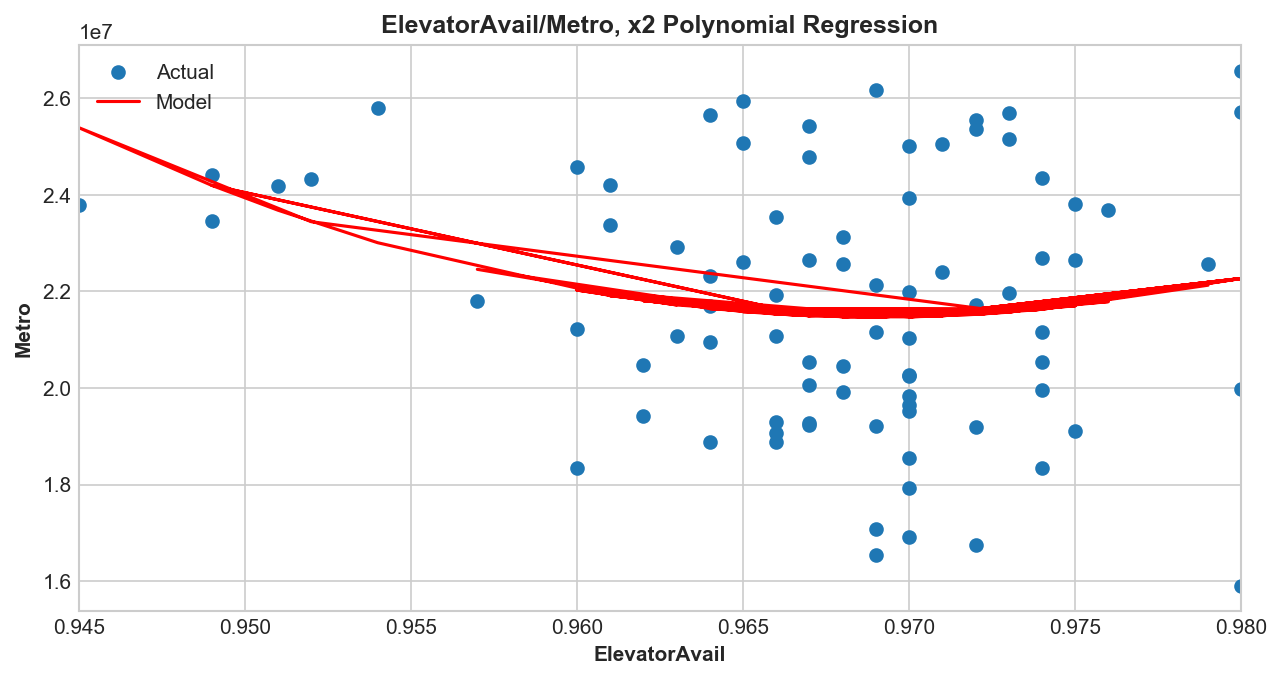 ElevatorAvail/Metro, x2 Polynomial Regression
1e7
Actual
Model
2.6
2.4
2.2
2.0
1.8
1.6
Metro
0.945 0.950 0.955 0.960 0.965 0.970 0.975 0.980
ElevatorAvail